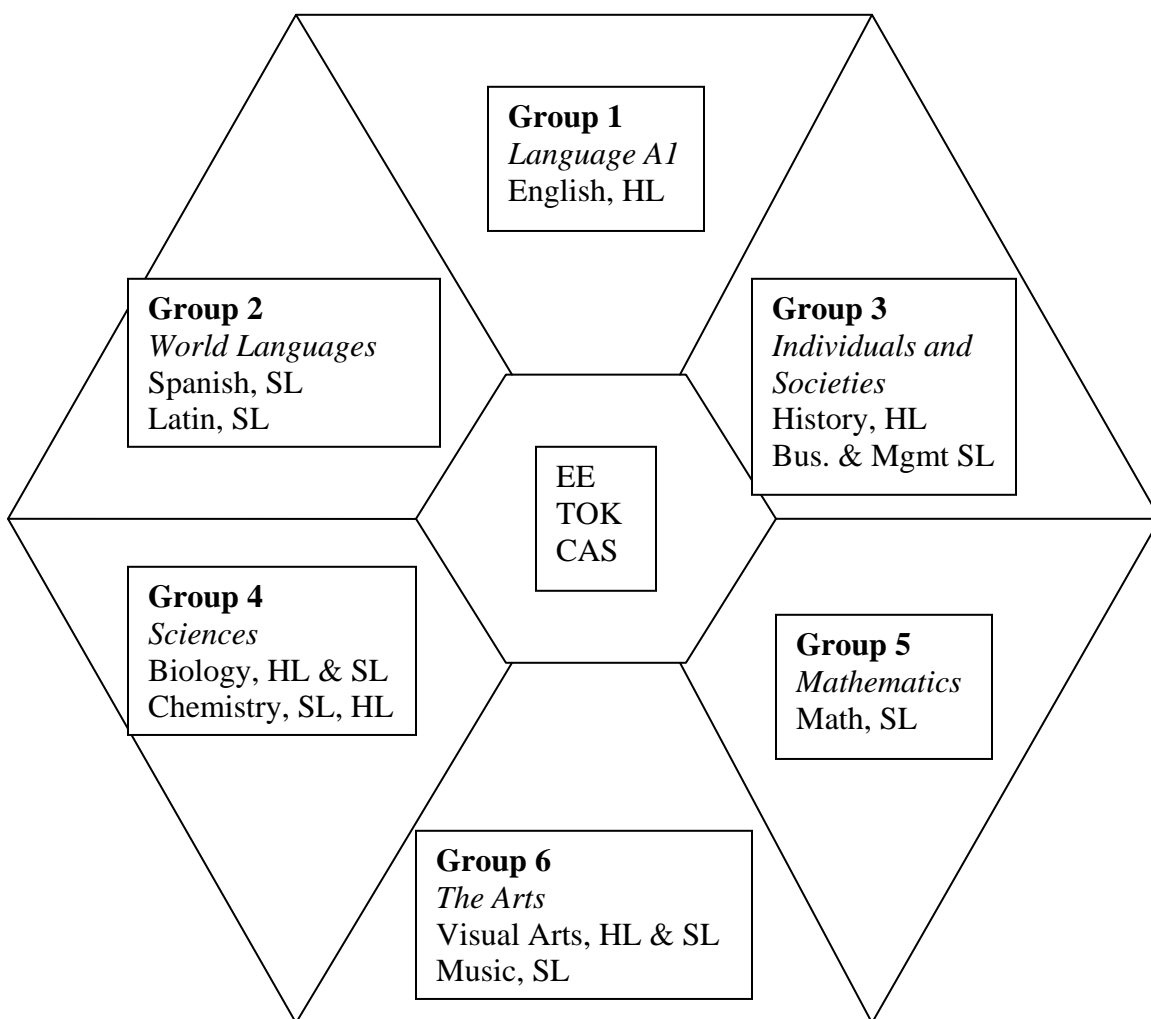 Group 1
Language A1
English, HL
Group 2
World Languages
Spanish, SL
Latin, SL
Group 3
Individuals and
Societies
History, HL
Bus. & Mgmt SL
EE
TOK
CAS
Group 4
Sciences
Biology, HL & SL
Chemistry, SL, HL
Group 5
Mathematics
Math, SL
Group 6
The Arts
Visual Arts, HL & SL
Music, SL